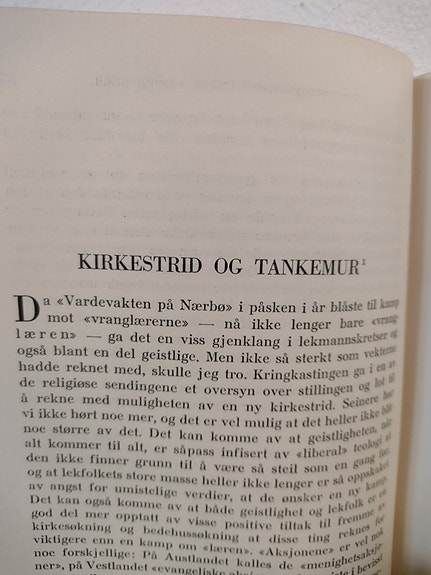 KIRKESTRID OG TANKEMUR¹
Da «Vardevakten på Nærbø» i påsken i år blåste til kamp
mot «vranglærerne» — nå ikke lenger bare «vrang-
læren» — ga det en viss gjenklang i lekmannskretser og
også blant en del geistlige. Men ikke så sterkt som vekterne
hadde reknet med, skulle jeg tro. Kringkastingen ga i en av
de religiøse sendingene et oversyn over stillingen og lot til
å rekne med muligheten av en ny kirkestrid. Seinere har
vi ikke hørt noe mer, og det er vel mulig at det heller ikke blir
noe større av det. Det kan komme av at geistligheten, når
alt kommer til alt, er såpass infisert av «liberal» teologi at
den ikke finner grunn til å være så steil som en gang før,
og at lekfolkets store masse heller ikke lenger er så oppskaket
av angst for umistelige verdier, at de ønsker en ny kamp.
Det kan også komme av at både geistlighet og lekfolk er en
god del mer opptatt av visse positive tiltak til fremme av
kirkesøkning og bedehussøkning at disse ting reknes for
viktigere enn en kamp om «læren». «Aksjonene» er vel nok
noe forskjellige: På Austlandet kalles de «menighetsaksjo-
ner», på Vestlandet «evangeliske
i bevisst